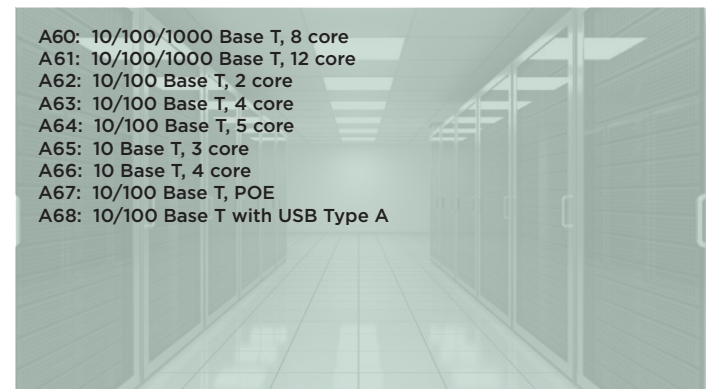 A60: 10/100/1000 Base T, 8 core
A61: 10/100/1000 Base T, 12 core
A62: 10/100 Base T, 2 core
A63: 10/100 Base T, 4 core
A64: 10/100 Base T, 5 core
A65: 10 Base T, 3 core
A66: 10 Base T, 4 core
A67: 10/100 Base T, POE
A68: 10/100 Base T with USB Type A